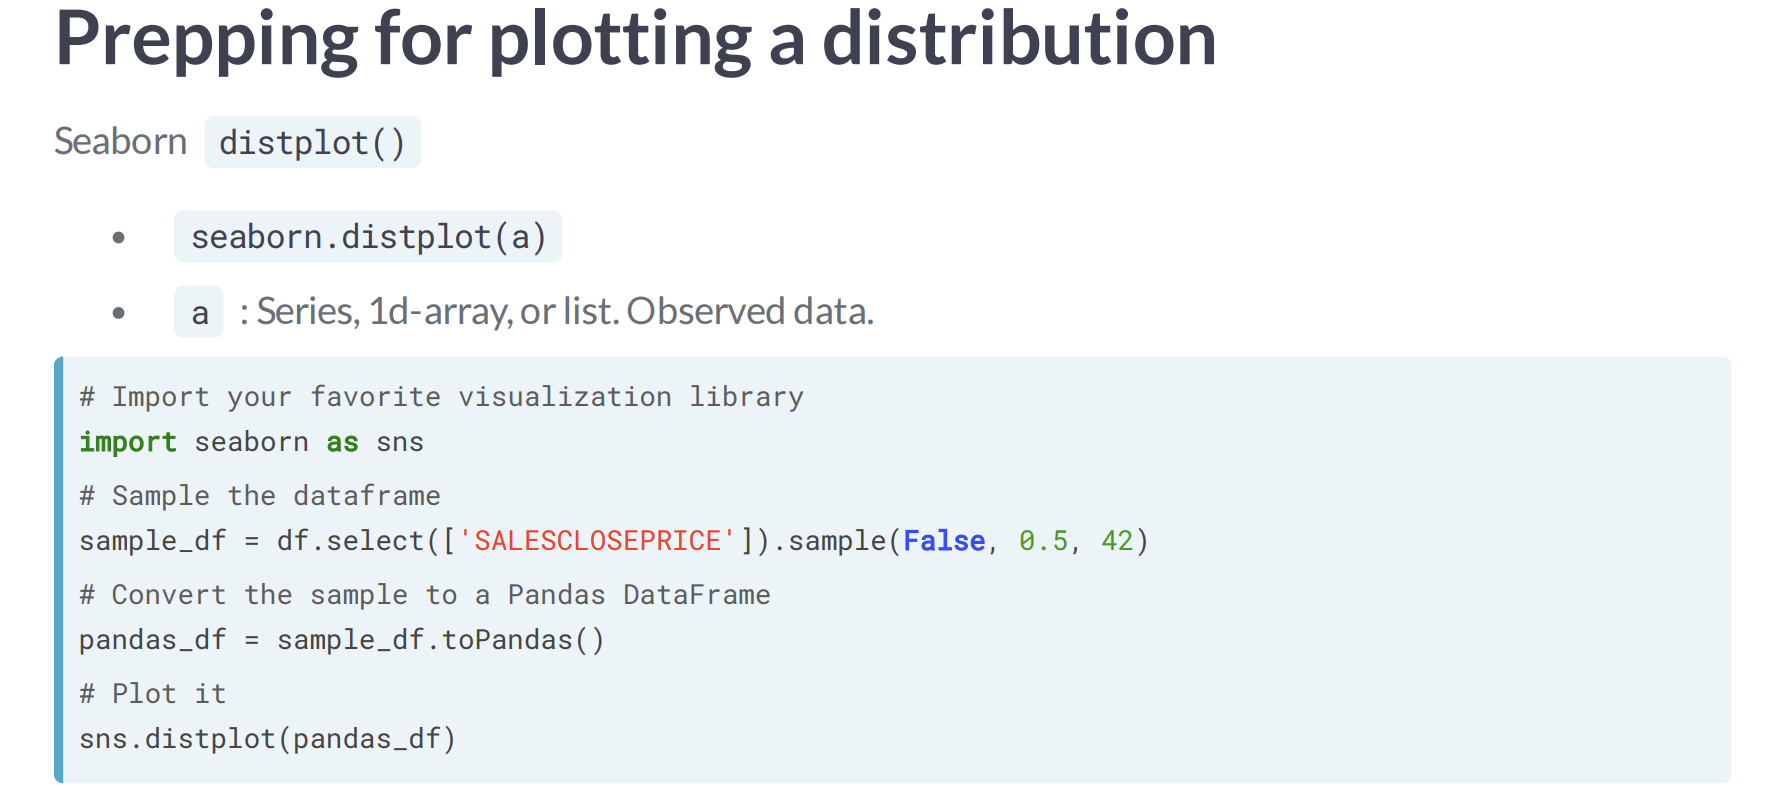 Prepping for plotting a distribution
Seaborn distplot()
• seaborn.distplot(a)
• a : Series, 1d-array, or list. Observed data.
# Import your favorite visualization library
import seaborn as sns
# Sample the dataframe
sample_df = df.select(['SALESCLOSEPRICE']).sample(False, 0.5, 42)
# Convert the sample to a Pandas DataFrame
pandas_df = sample_df.toPandas()
# Plot it
sns.distplot(pandas_df)